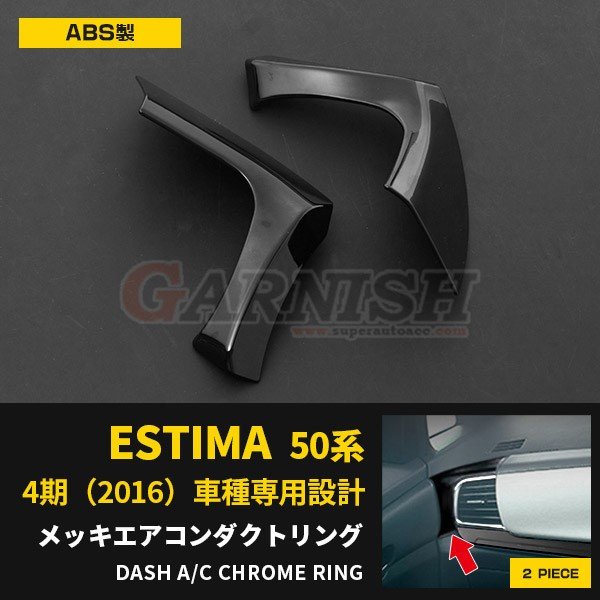 ABS製
GARNISH
www.superautoacc.com
ESTIMA 50系
4期（2016）車種専用設計
メッキエアコンダクトリング
DASH A/C CHROME RING
2 PIECE